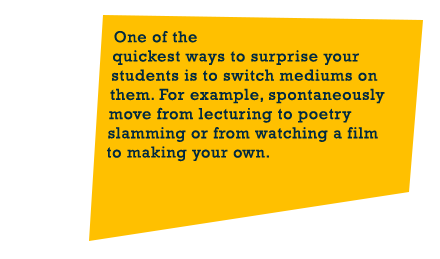 One of the
quickest ways to surprise your
students is to switch mediums on
them. For example, spontaneously
move from lecturing to poetry
slamming or from watching a film
to making your own.